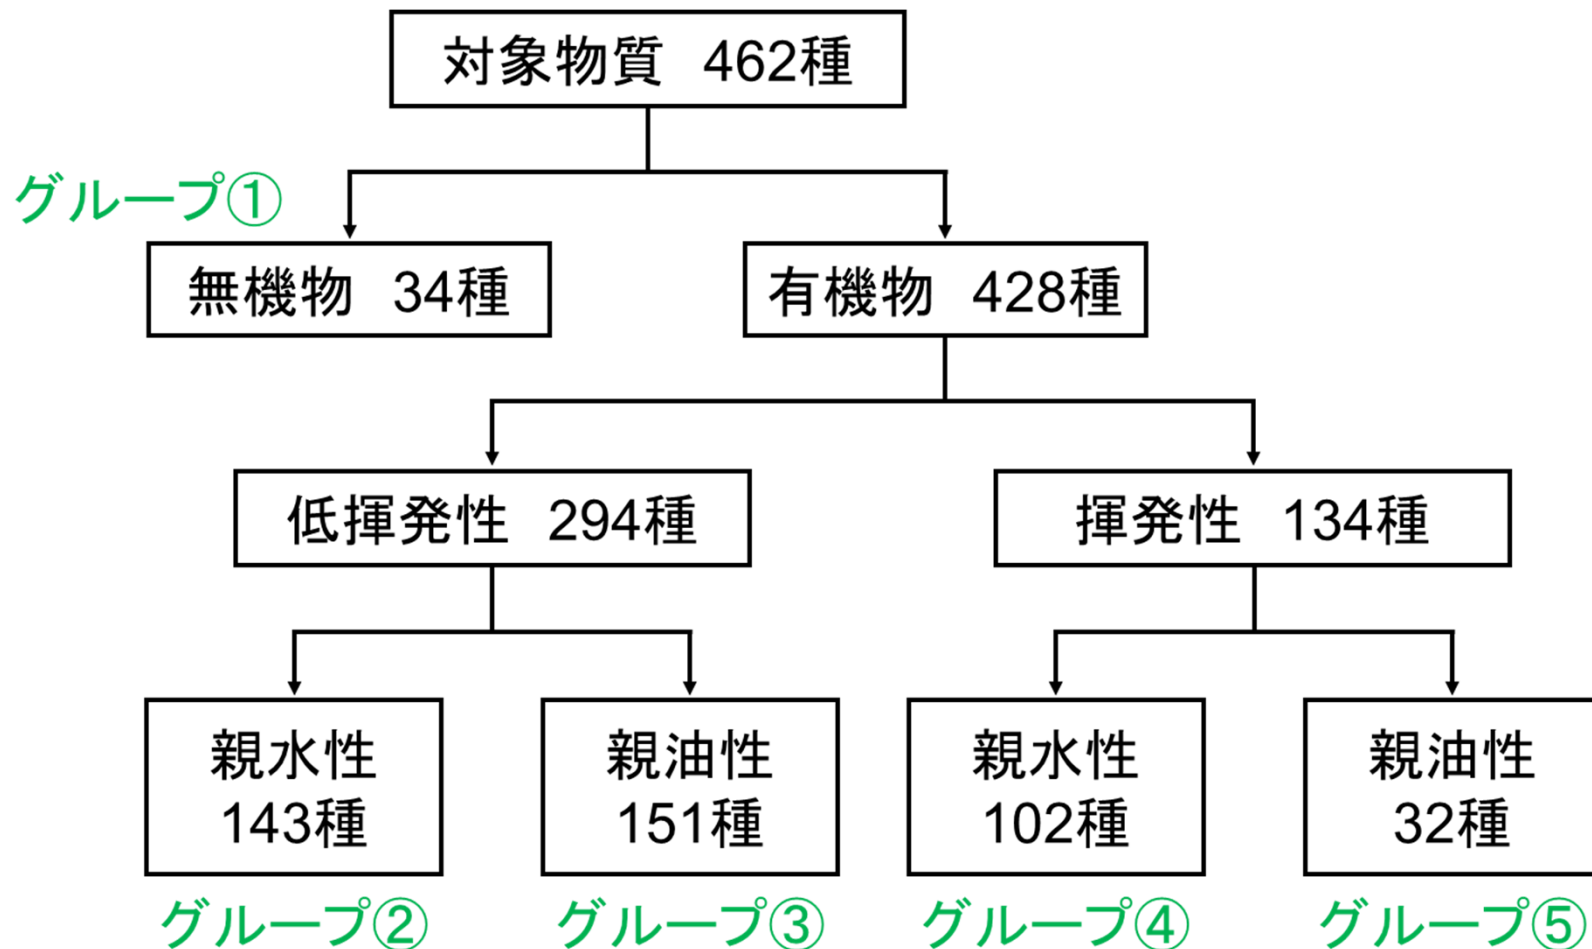 対象物質 462種
グループ①
無機物 34種
有機物 428種
低揮発性 294種
揮発性 134種
親水性
143種
親油性
151種
親水性
102種
親油性
32種
グループ②
グループ③
グループ④
グループ⑤